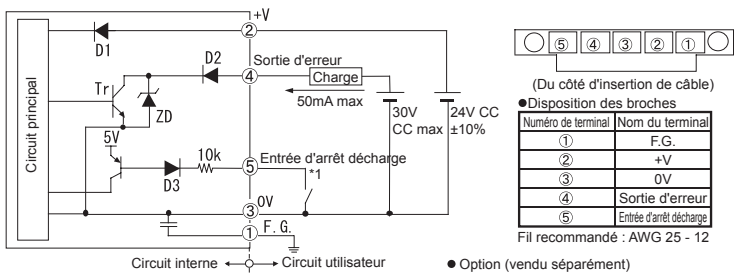 +V
②
D1
D2
Sortie d'erreur
④
Charge
Tr
50mA max
ZD
30V
CC max
24V CC
±10%
Circuit principal
5V
10k
Entrée d'arrêt décharge
⑤
*1
D3
0V
③
F.G.
①
Circuit interne
Circuit utilisateur
⑤ ④ ③ ② ①
(Du côté d'insertion de câble)
●Disposition des broches
Numéro de terminal Nom du terminal
① F.G.
② +V
③ 0V
④ Sortie d'erreur
⑤ Entrée d'arrêt décharge
Fil recommandé : AWG 25 - 12
● Option (vendu séparément)